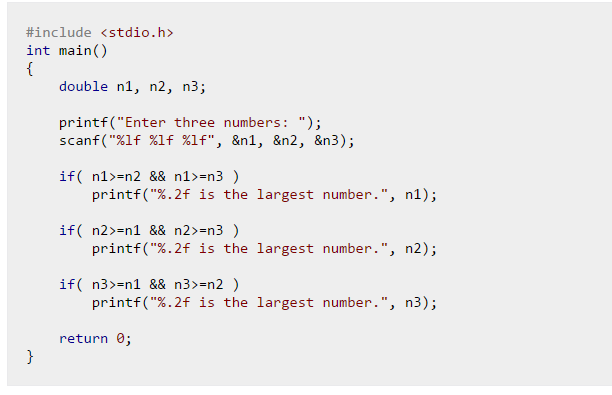 #include <stdio.h>
int main()
{
    double n1, n2, n3;

    printf("Enter three numbers: ");
    scanf("%lf %lf %lf", &n1, &n2, &n3);

    if( n1>=n2 && n1>=n3 )
        printf("%.2f is the largest number.", n1);

    if( n2>=n1 && n2>=n3 )
        printf("%.2f is the largest number.", n2);

    if( n3>=n1 && n3>=n2 )
        printf("%.2f is the largest number.", n3);

    return 0;
}